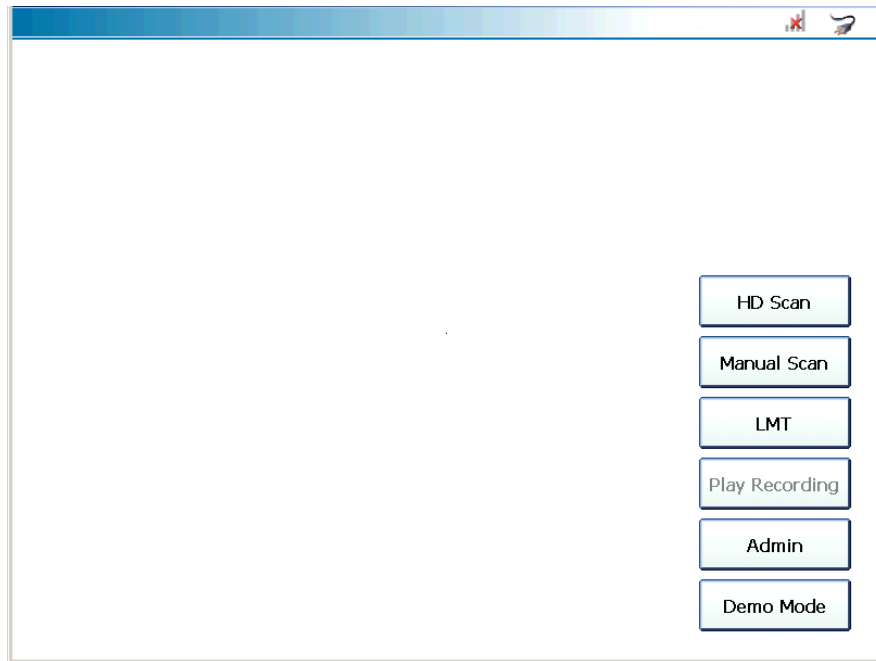 HD Scan
Manual Scan
LMT
Play Recording
Admin
Demo Mode